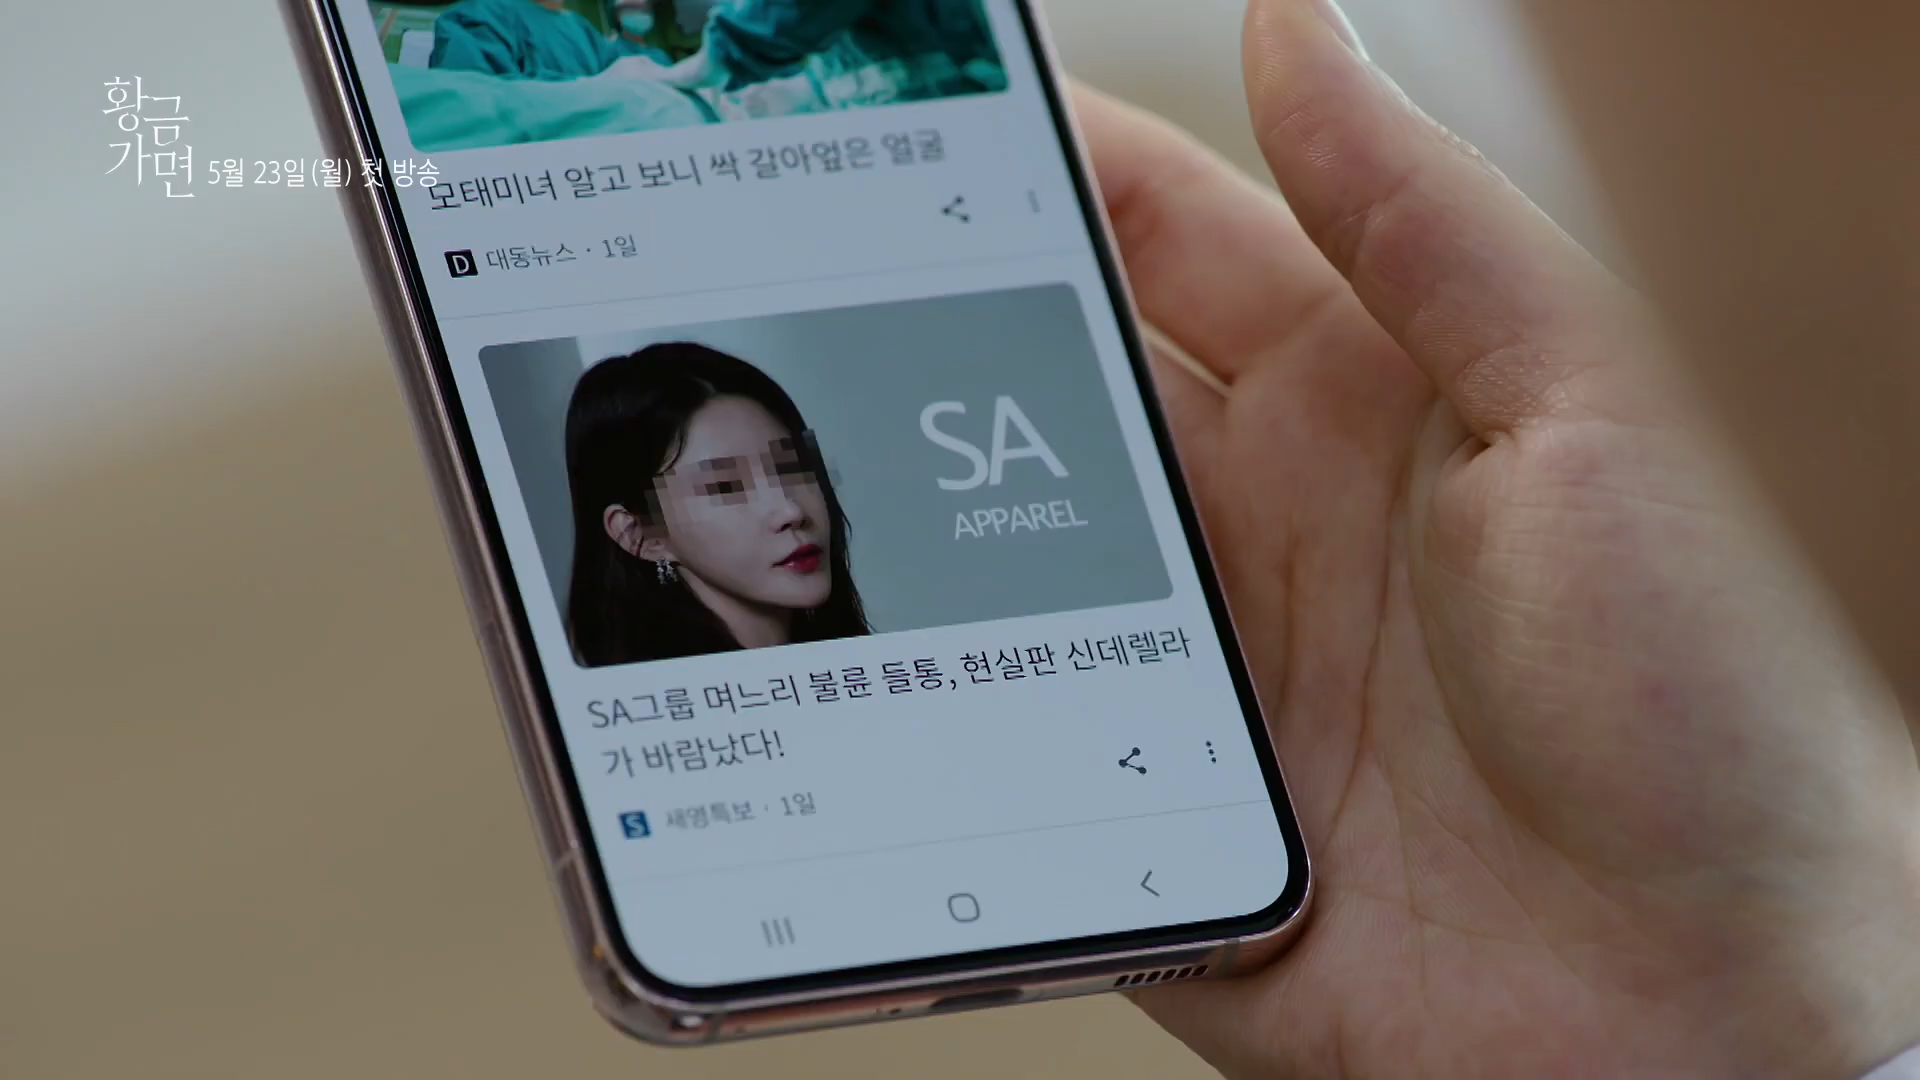 황금
가면 5월 23일(월) 첫 방송
모태미녀 알고 보니 싹 갈아엎은 얼굴
D 대동뉴스 · 1일
SA
APPAREL
SA그룹 며느리 불륜 들통, 현실판 신데렐라
가 바람났다!
S 새영특보 · 1일